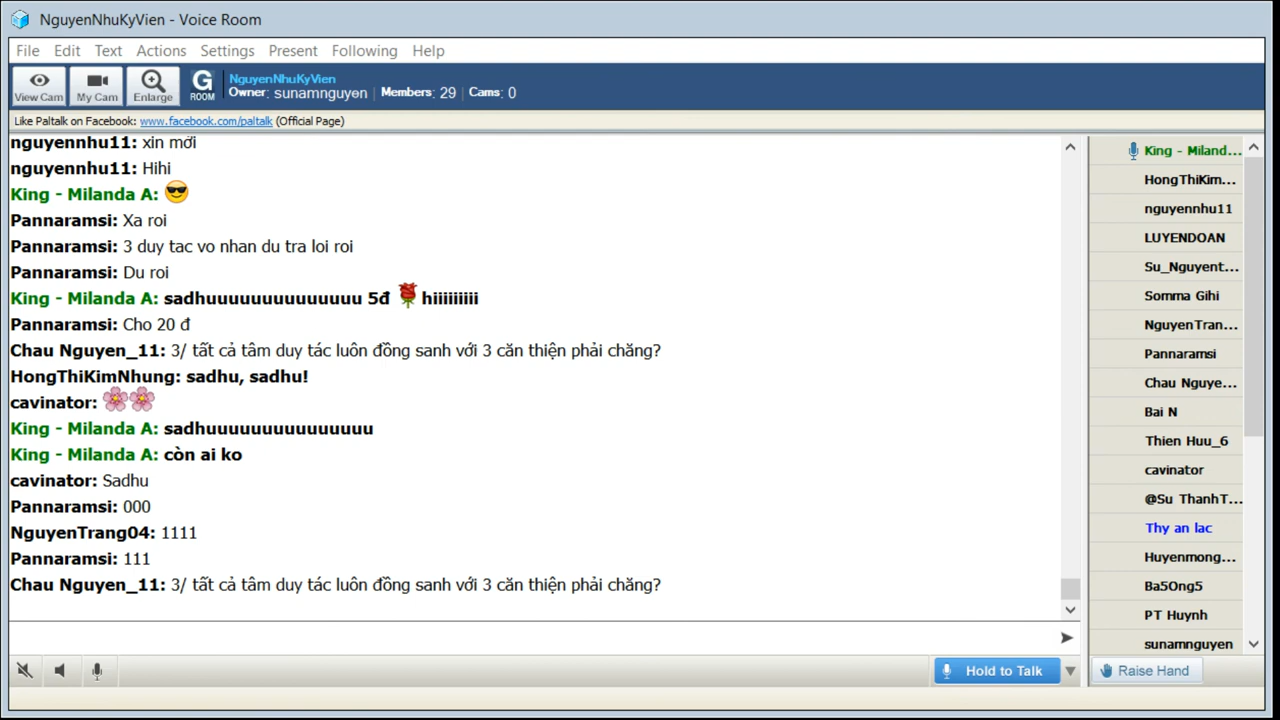 NguyenNhuKyVien - Voice Room
File Edit Text Actions Settings Present Following Help
View Cam My Cam Enlarge G ROOM
NguyenNhuKyVien
Owner: sunamnguyen | Members: 29 | Cams: 0
Like Paltalk on Facebook: www.facebook.com/paltalk (Official Page)
nguyennhu11: xin mới
nguyennhu11: Hihi
King - Milanda A:
Pannaramsi: Xa roi
Pannaramsi: 3 duy tac vo nhan du tra loi roi
Pannaramsi: Du roi
King - Milanda A: sadhuuuuuuuuuuuuuuu 5đ hiiiiiiiii
Pannaramsi: Cho 20 đ
Chau Nguyen_11: 3/ tất cả tâm duy tác luôn đồng sanh với 3 căn thiện phải chăng?
HongThiKimNhung: sadhu, sadhu!
cavinator:
King - Milanda A: sadhuuuuuuuuuuuuuuuu
King - Milanda A: còn ai ko
cavinator: Sadhu
Pannaramsi: 000
NguyenTrang04: 1111
Pannaramsi: 111
Chau Nguyen_11: 3/ tất cả tâm duy tác luôn đồng sanh với 3 căn thiện phải chăng?
King - Miland...
HongThiKim...
nguyennhu11
LUYENDOAN
Su_Nguyent...
Somma Gihi
NguyenTran...
Pannaramsi
Chau Nguye...
Bai N
Thien Huu_6
cavinator
@Su ThanhT...
Thy an lac
Huyenmong...
Ba5Ong5
PT Huynh
sunamnguyen
Hold to Talk
Raise Hand